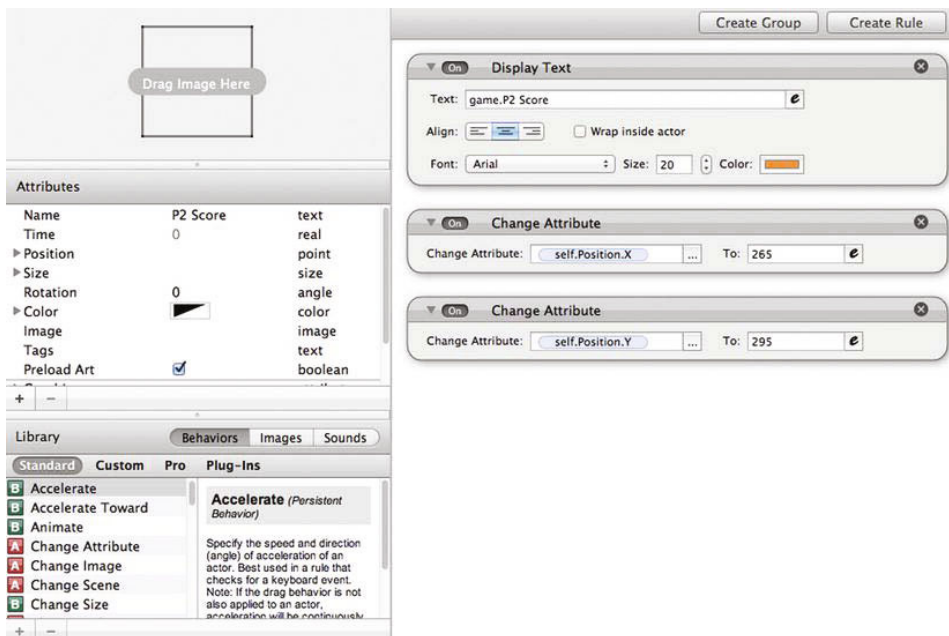 Create Group Create Rule
Drag Image Here
Attributes
Name P2 Score text
Time 0 real
Position point
Size size
Rotation 0 angle
Color color
Image image
Tags text
Preload Art boolean
+ −
Library Behaviors Images Sounds
Standard Custom Pro Plug-Ins
B Accelerate
B Accelerate Toward
B Animate
A Change Attribute
A Change Image
A Change Scene
B Change Size
Accelerate (Persistent
Behavior)
Specify the speed and direction
(angle) of acceleration of an
actor. Best used in a rule that
checks for a keyboard event.
Note: If the drag behavior is not
also applied to an actor,
acceleration will be continuously
+ −
On Display Text
Text: game.P2 Score e
Align: Wrap inside actor
Font: Arial Size: 20 Color:
On Change Attribute
Change Attribute: self.Position.X ... To: 265 e
On Change Attribute
Change Attribute: self.Position.Y ... To: 295 e